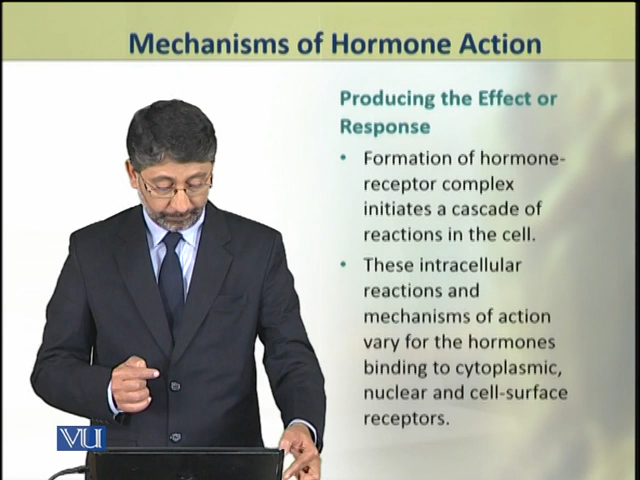 Mechanisms of Hormone Action
Producing the Effect or
Response
• Formation of hormone-
receptor complex
initiates a cascade of
reactions in the cell.
• These intracellular
reactions and
mechanisms of action
vary for the hormones
binding to cytoplasmic,
nuclear and cell-surface
receptors.
VU